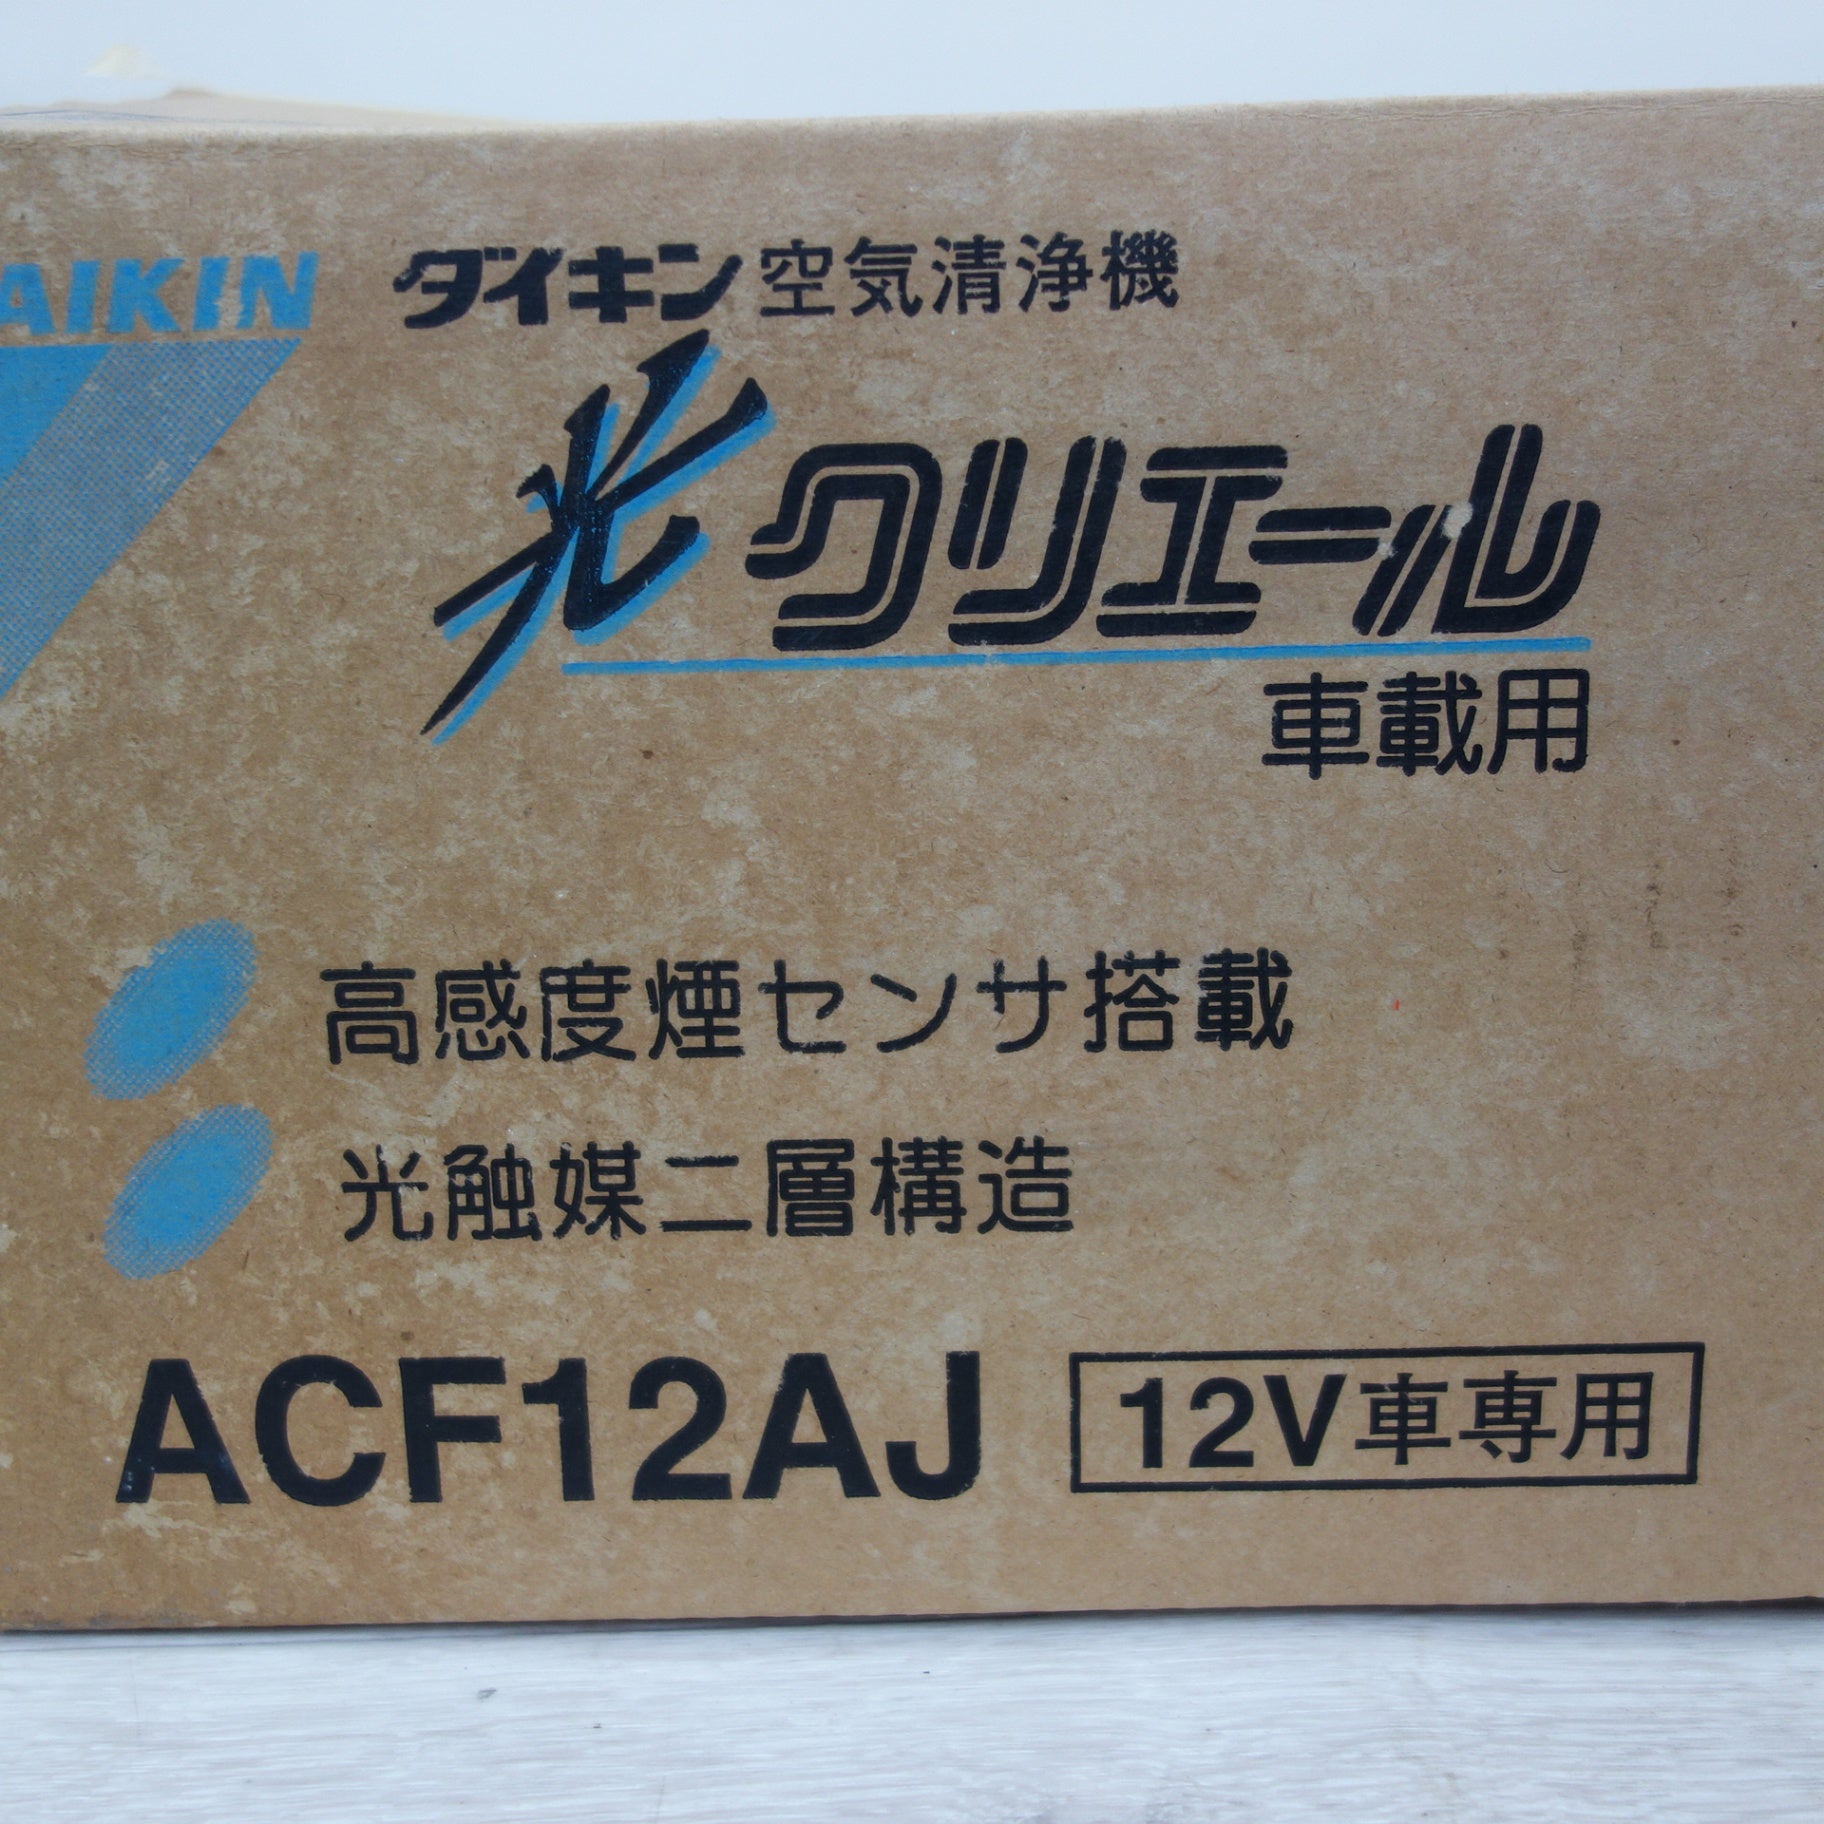 DAIKIN ダイキン空気清浄機
光クリエール
車載用
高感度煙センサ搭載
光触媒二層構造
ACF12AJ 12V車専用